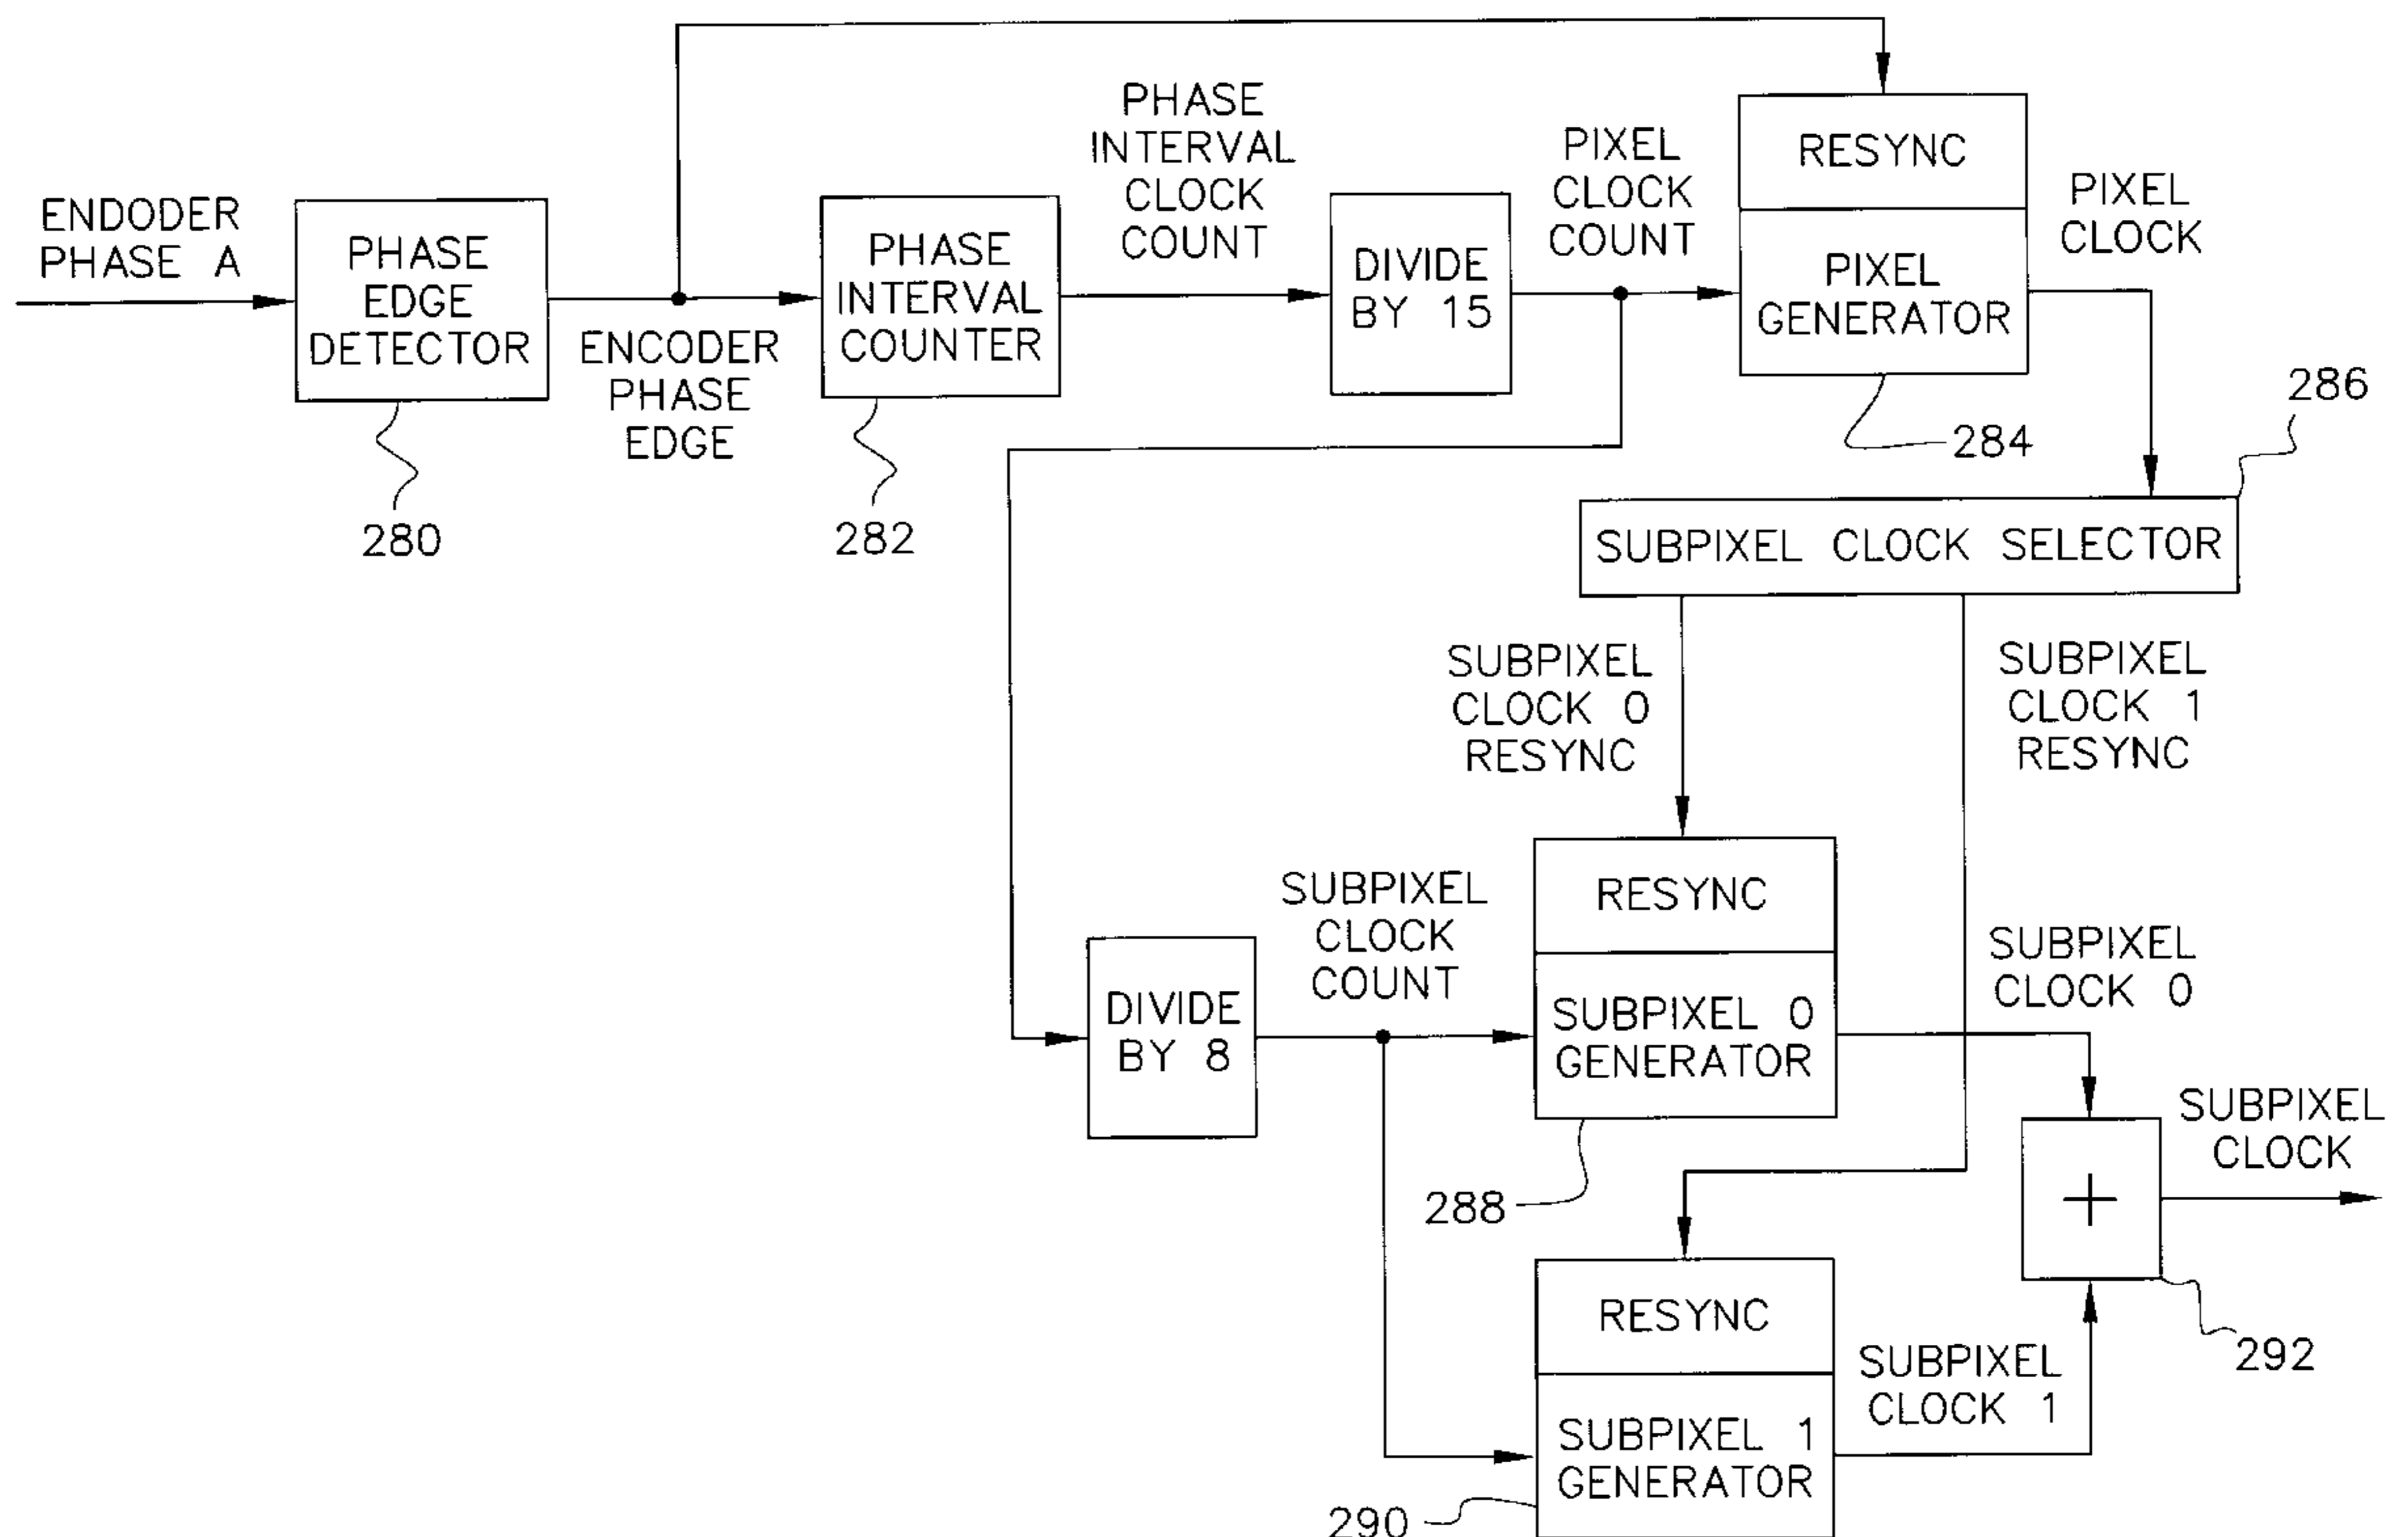 ENDODER
PHASE A
PHASE
EDGE
DETECTOR
280
ENCODER
PHASE
EDGE
PHASE
INTERVAL
COUNTER
282
PHASE
INTERVAL
CLOCK
COUNT
DIVIDE
BY 15
PIXEL
CLOCK
COUNT
RESYNC
PIXEL
GENERATOR
284
PIXEL
CLOCK
286
SUBPIXEL CLOCK SELECTOR
SUBPIXEL
CLOCK 0
RESYNC
SUBPIXEL
CLOCK 1
RESYNC
DIVIDE
BY 8
SUBPIXEL
CLOCK
COUNT
RESYNC
SUBPIXEL 0
GENERATOR
288
SUBPIXEL
CLOCK 0
RESYNC
SUBPIXEL 1
GENERATOR
290
SUBPIXEL
CLOCK 1
+
292
SUBPIXEL
CLOCK